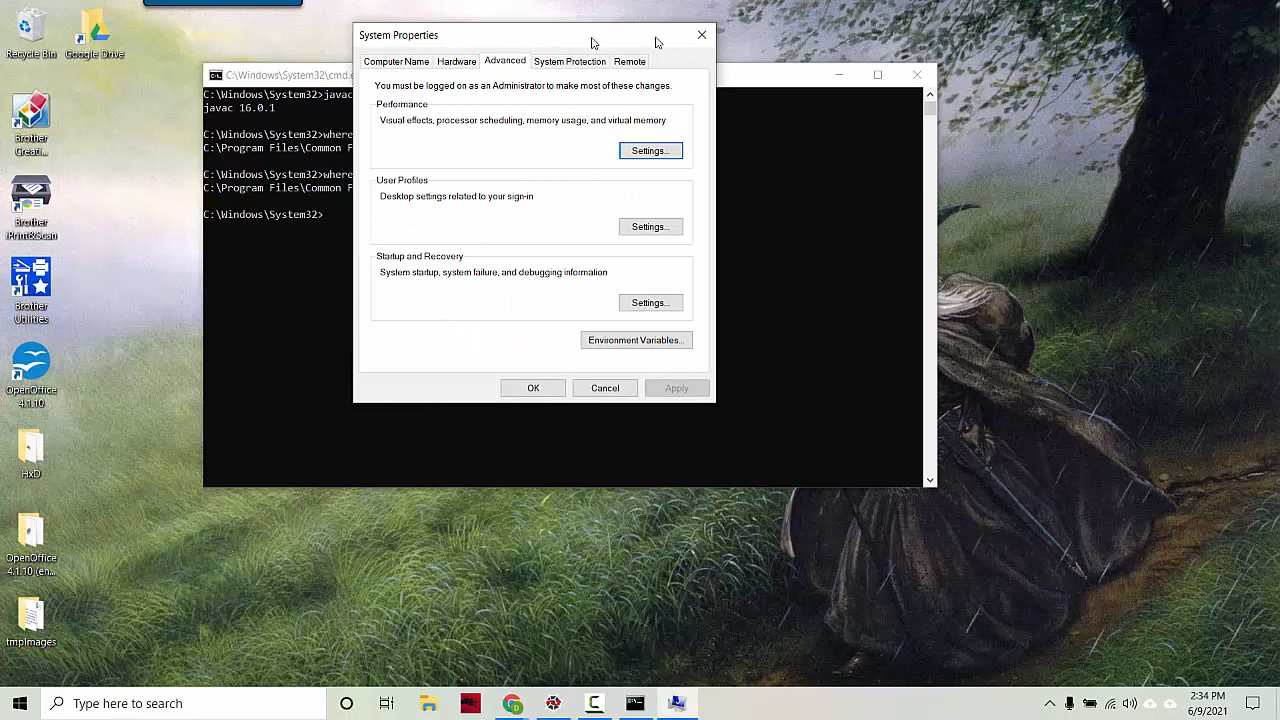 Recycle Bin
Google Drive
Brother
Creati...
Brother
iPrint&Scan
Brother
Utilities
OpenOffice
4.1.10
HxD
OpenOffice
4.1.10 (en...
tmpImages
C:\Windows\System32\cmd.e
C:\Windows\System32>javac
javac 16.0.1
C:\Windows\System32>where
C:\Program Files\Common F
C:\Windows\System32>where
C:\Program Files\Common F
C:\Windows\System32>
System Properties
Computer Name Hardware Advanced System Protection Remote
You must be logged on as an Administrator to make most of these changes.
Performance
Visual effects, processor scheduling, memory usage, and virtual memory
Settings...
User Profiles
Desktop settings related to your sign-in
Settings...
Startup and Recovery
System startup, system failure, and debugging information
Settings...
Environment Variables...
OK Cancel Apply
Type here to search
2:34 PM
6/9/2021